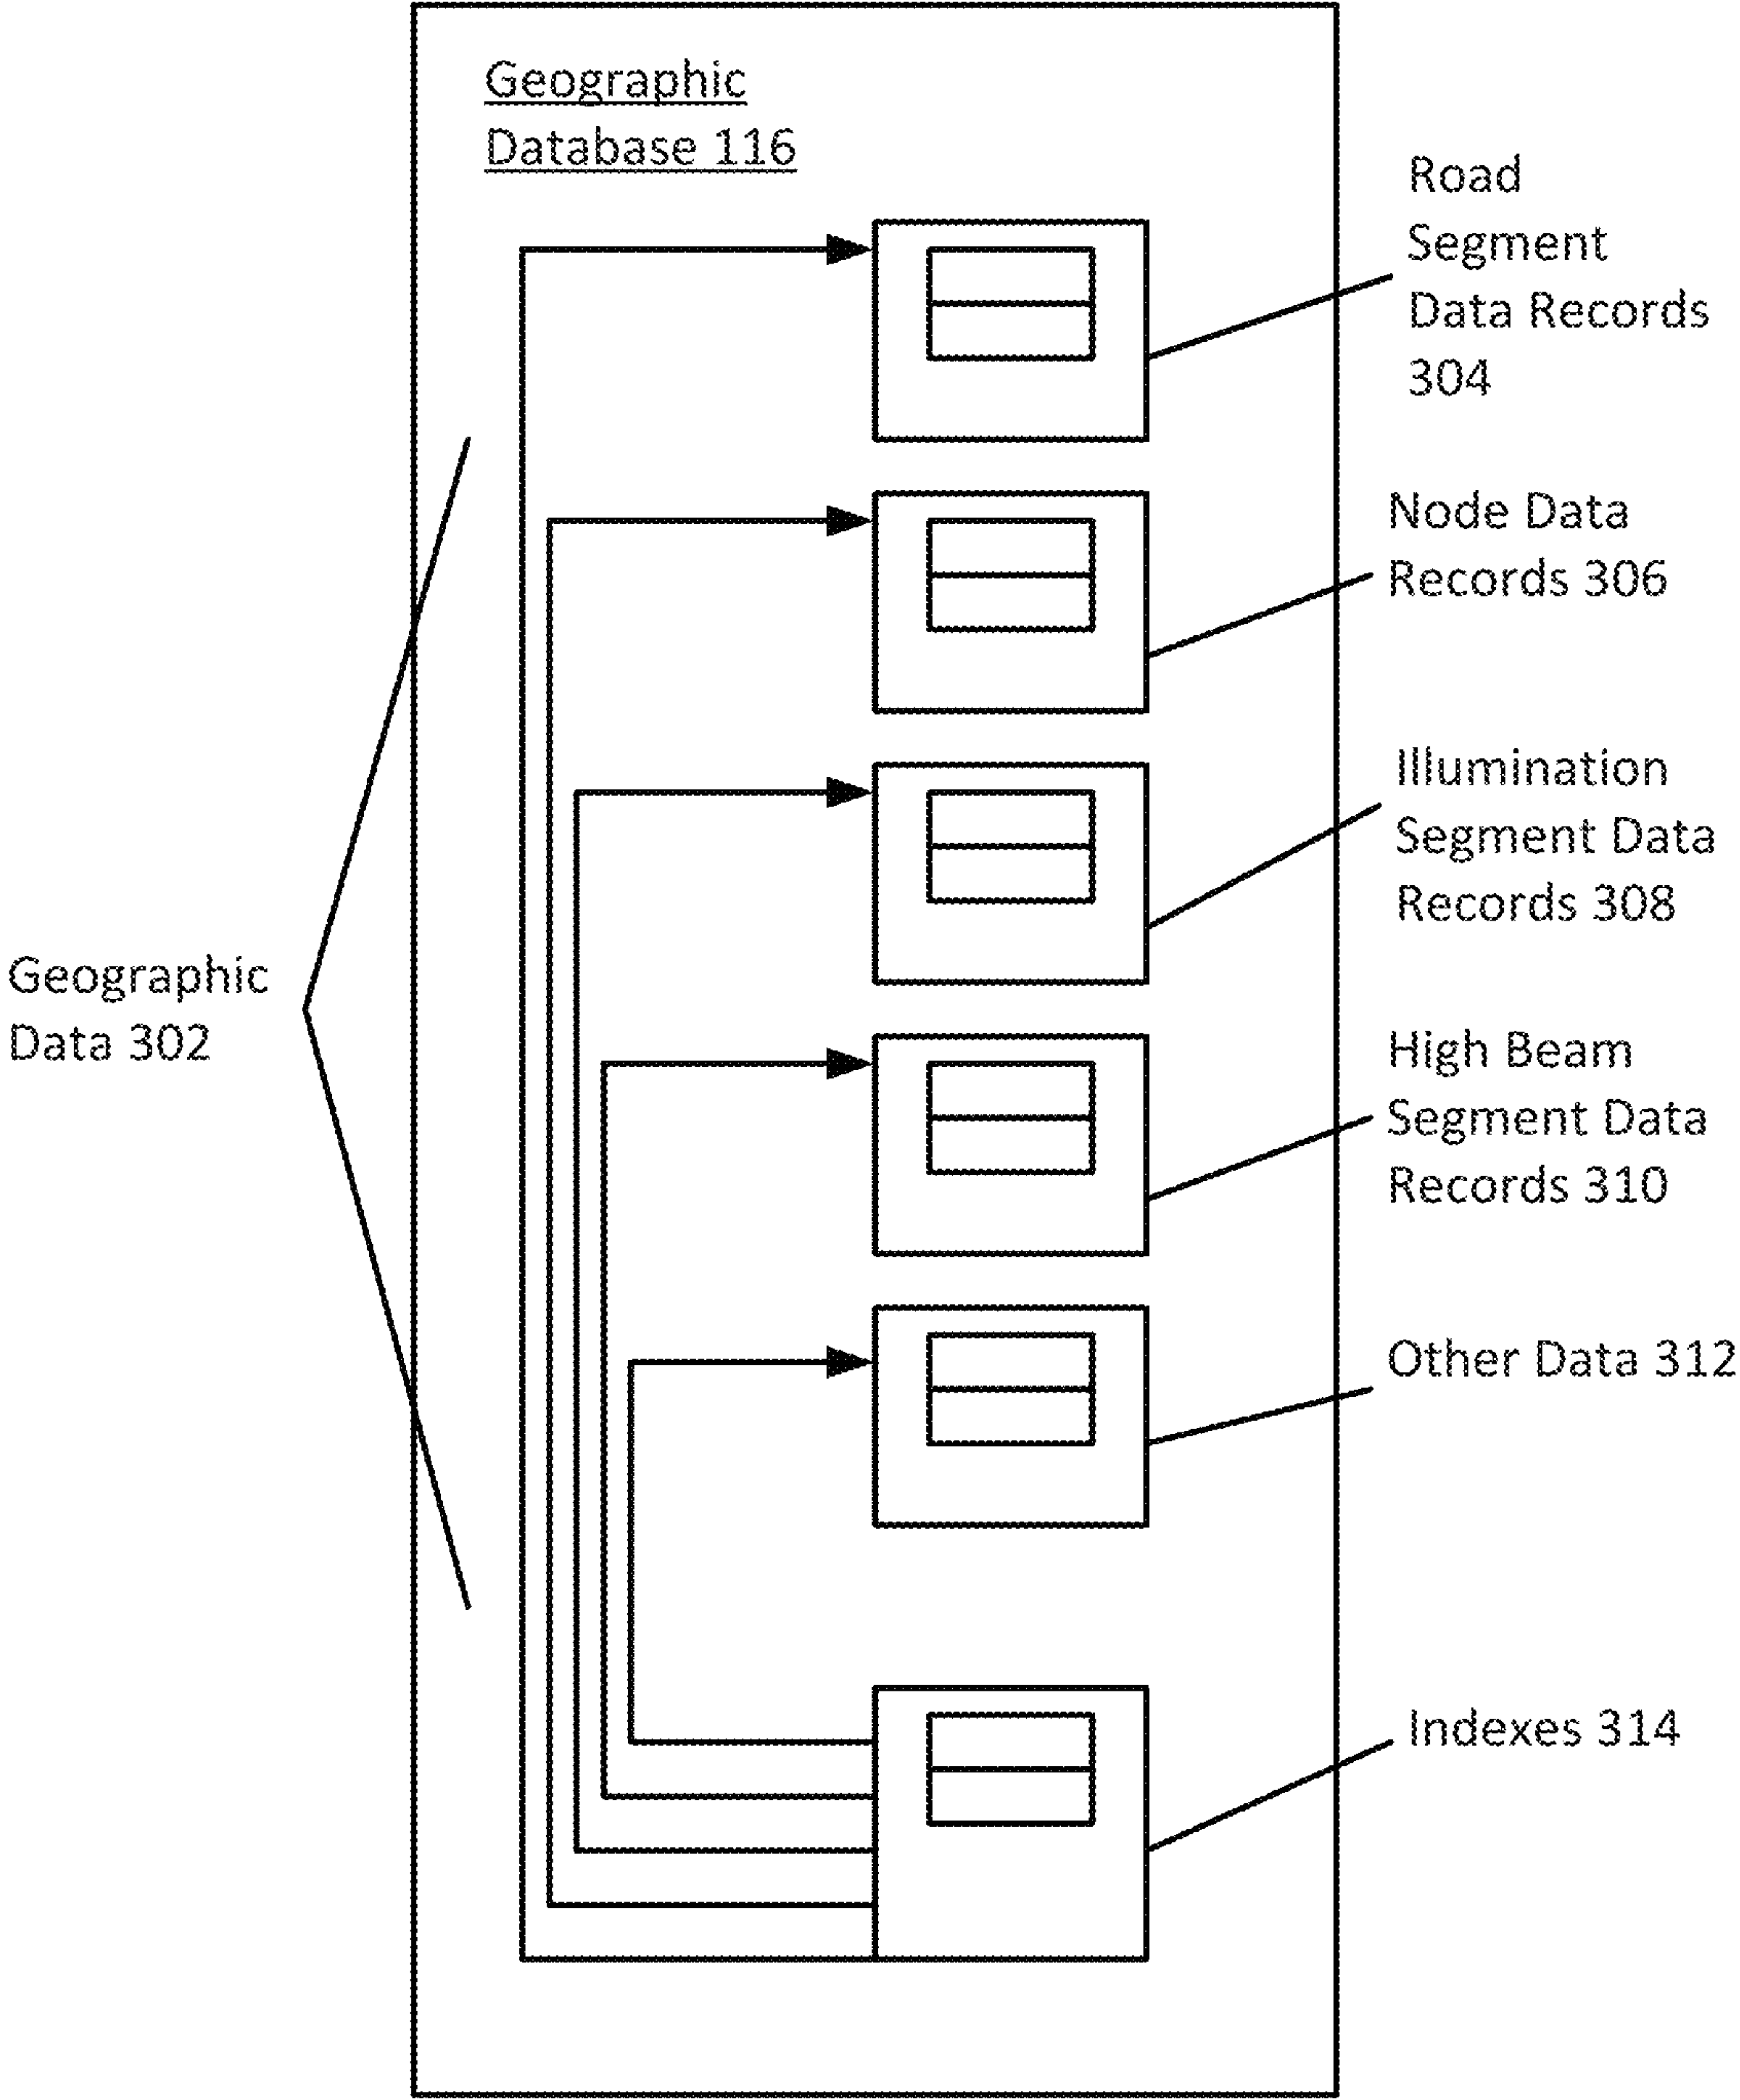 Geographic
Database 116
Road
Segment
Data Records
304
Node Data
Records 306
Illumination
Segment Data
Records 308
Geographic
Data 302
High Beam
Segment Data
Records 310
Other Data 312
Indexes 314